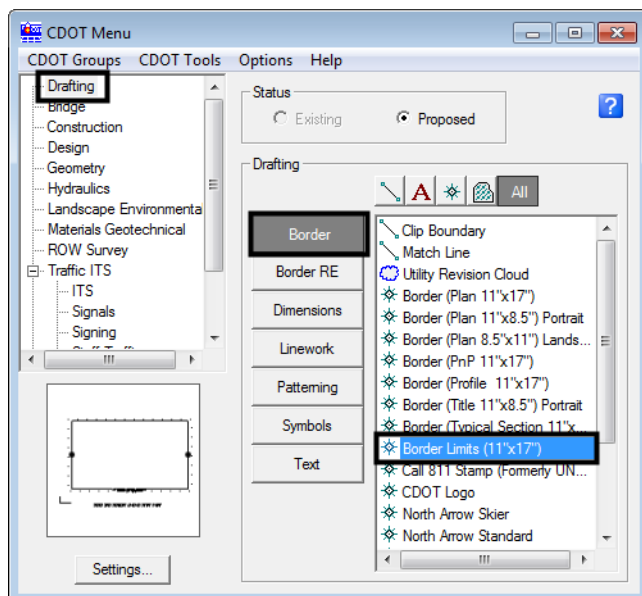 CDOT Menu
CDOT Groups CDOT Tools Options Help
Drafting
Bridge
Construction
Design
Geometry
Hydraulics
Landscape Environmenta
Materials Geotechnical
ROW Survey
Traffic ITS
ITS
Signals
Signing
Settings...
Status
Existing
Proposed
?
Drafting
A
All
Border
Border RE
Dimensions
Linework
Patterning
Symbols
Text
Clip Boundary
Match Line
Utility Revision Cloud
Border (Plan 11"x17")
Border (Plan 11"x8.5") Portrait
Border (Plan 8.5"x11") Lands...
Border (PnP 11"x17")
Border (Profile 11"x17")
Border (Title 11"x8.5") Portrait
Border (Typical Section 11"x...
Border Limits (11"x17")
Call 811 Stamp (Formerly UN...
CDOT Logo
North Arrow Skier
North Arrow Standard